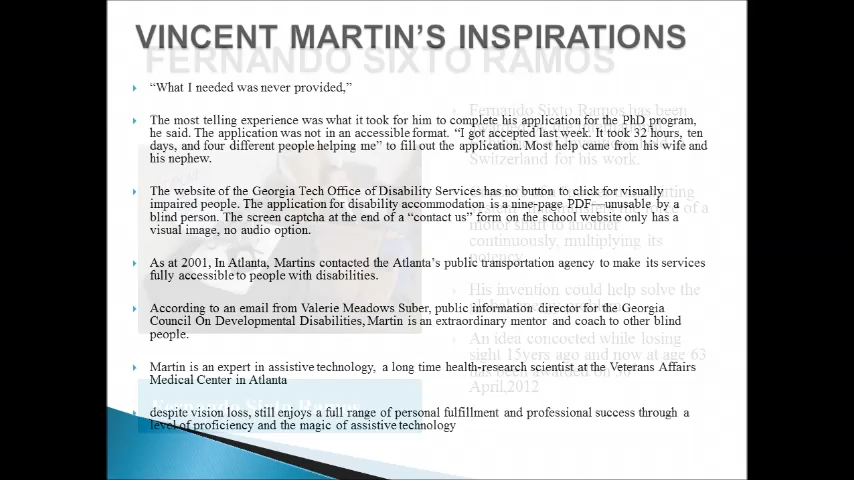 VINCENT MARTIN’S INSPIRATIONS
FERNANDO SIXTO RAMOS
“What I needed was never provided,”
The most telling experience was what it took for him to complete his application for the PhD program,
he said. The application was not in an accessible format. “I got accepted last week. It took 32 hours, ten
days, and four different people helping me” to fill out the application. Most help came from his wife and
his nephew.
The website of the Georgia Tech Office of Disability Services has no button to click for visually
impaired people. The application for disability accommodation is a nine-page PDF—unusable by a
blind person. The screen captcha at the end of a “contact us” form on the school website only has a
visual image, no audio option.
As at 2001, In Atlanta, Martins contacted the Atlanta’s public transportation agency to make its services
fully accessible to people with disabilities.
According to an email from Valerie Meadows Suber, public information director for the Georgia
Council On Developmental Disabilities, Martin is an extraordinary mentor and coach to other blind
people.
Martin is an expert in assistive technology, a long time health-research scientist at the Veterans Affairs
Medical Center in Atlanta
despite vision loss, still enjoys a full range of personal fulfillment and professional success through a
level of proficiency and the magic of assistive technology
Fernando Sixto Ramos has been
Switzerland for his work.
of a
motor shaft to another
continuously, multiplying its
potency
His invention could help solve the
An idea concocted while losing
sight 15yers ago and now at age 63
has been awarded on
April,2012
Fernando Sixto Ramos